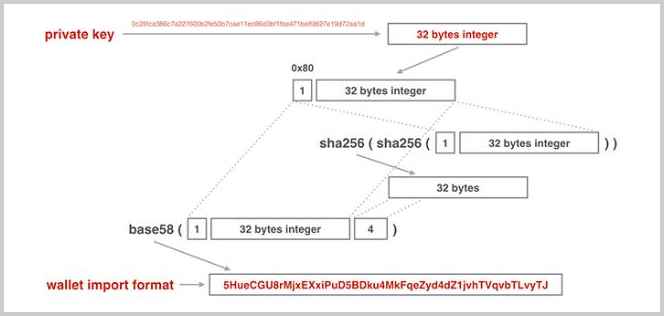 private key
32 bytes integer
0x80
1 32 bytes integer
sha256 ( sha256 ( 1 32 bytes integer ) )
32 bytes
base58 ( 1 32 bytes integer 4 )
wallet import format
5HueCGU8rMjxEXxiPuD5BDku4MkFqeZyd4dZ1jvhTVqvbTLvyTJ